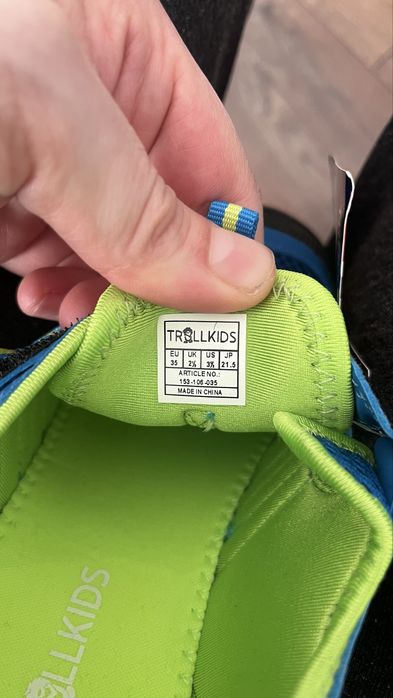 TROLLKIDS
EU UK US JP
35 2½ 3½ 21.5
ARTICLE NO.:
153-106-035
MADE IN CHINA
TROLLKIDS